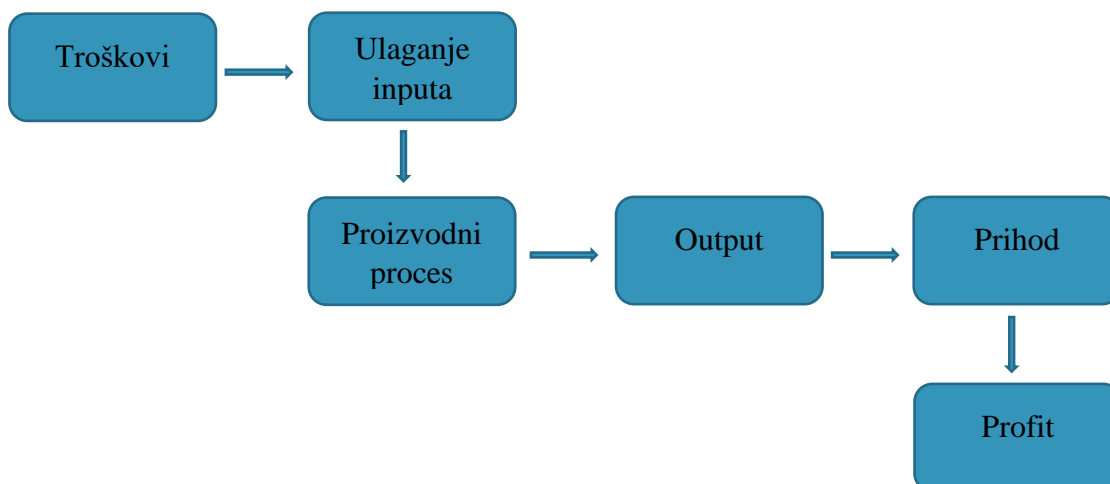 Troškovi
Ulaganje
inputa
Proizvodni
proces
Output
Prihod
Profit